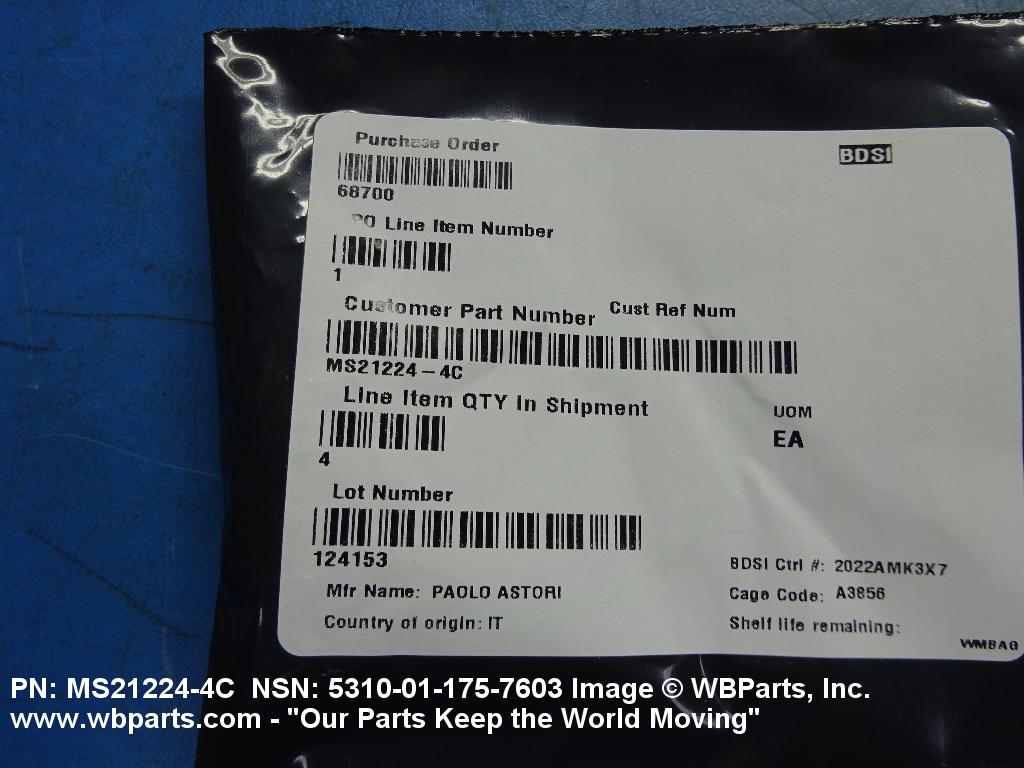 Purchase Order
BDSI
68700
PO Line Item Number
1
Customer Part Number Cust Ref Num
MS21224-4C
Line Item QTY In Shipment
UOM
EA
4
Lot Number
124153
BDSI Ctrl #: 2022AMK3X7
Mfr Name: PAOLO ASTORI
Cage Code: A3856
Country of origin: IT
Shelf life remaining:
WMBAG
PN: MS21224-4C NSN: 5310-01-175-7603 Image © WBParts, Inc.
www.wbparts.com - "Our Parts Keep the World Moving"